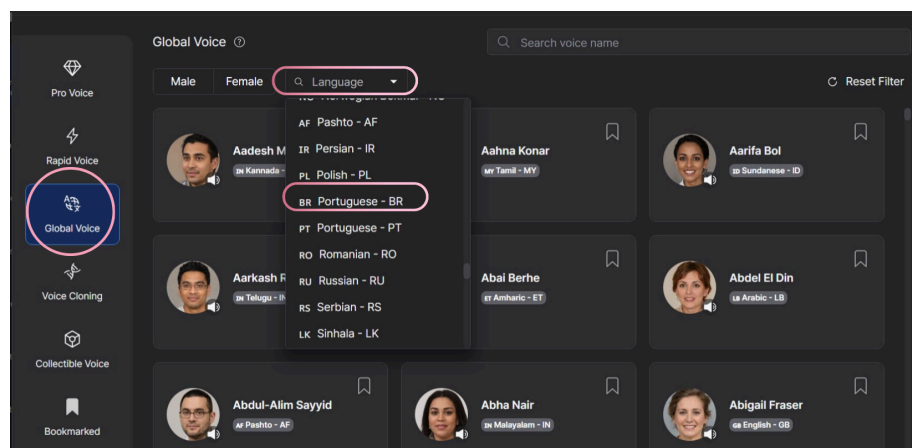 Global Voice
Search voice name
Male Female Language
Reset Filter
Pro Voice
Rapid Voice
Global Voice
Voice Cloning
Collectible Voice
Bookmarked
AF Pashto - AF
IR Persian - IR
PL Polish - PL
BR Portuguese - BR
PT Portuguese - PT
RO Romanian - RO
RU Russian - RU
RS Serbian - RS
LK Sinhala - LK
Aadesh M
IN Kannada -
Aahna Konar
MY Tamil - MY
Aarifa Bol
ID Sundanese - ID
Aarkash R
IN Telugu - IN
Abai Berhe
ET Amharic - ET
Abdel El Din
LB Arabic - LB
Abdul-Alim Sayyid
AF Pashto - AF
Abha Nair
IN Malayalam - IN
Abigail Fraser
GB English - GB